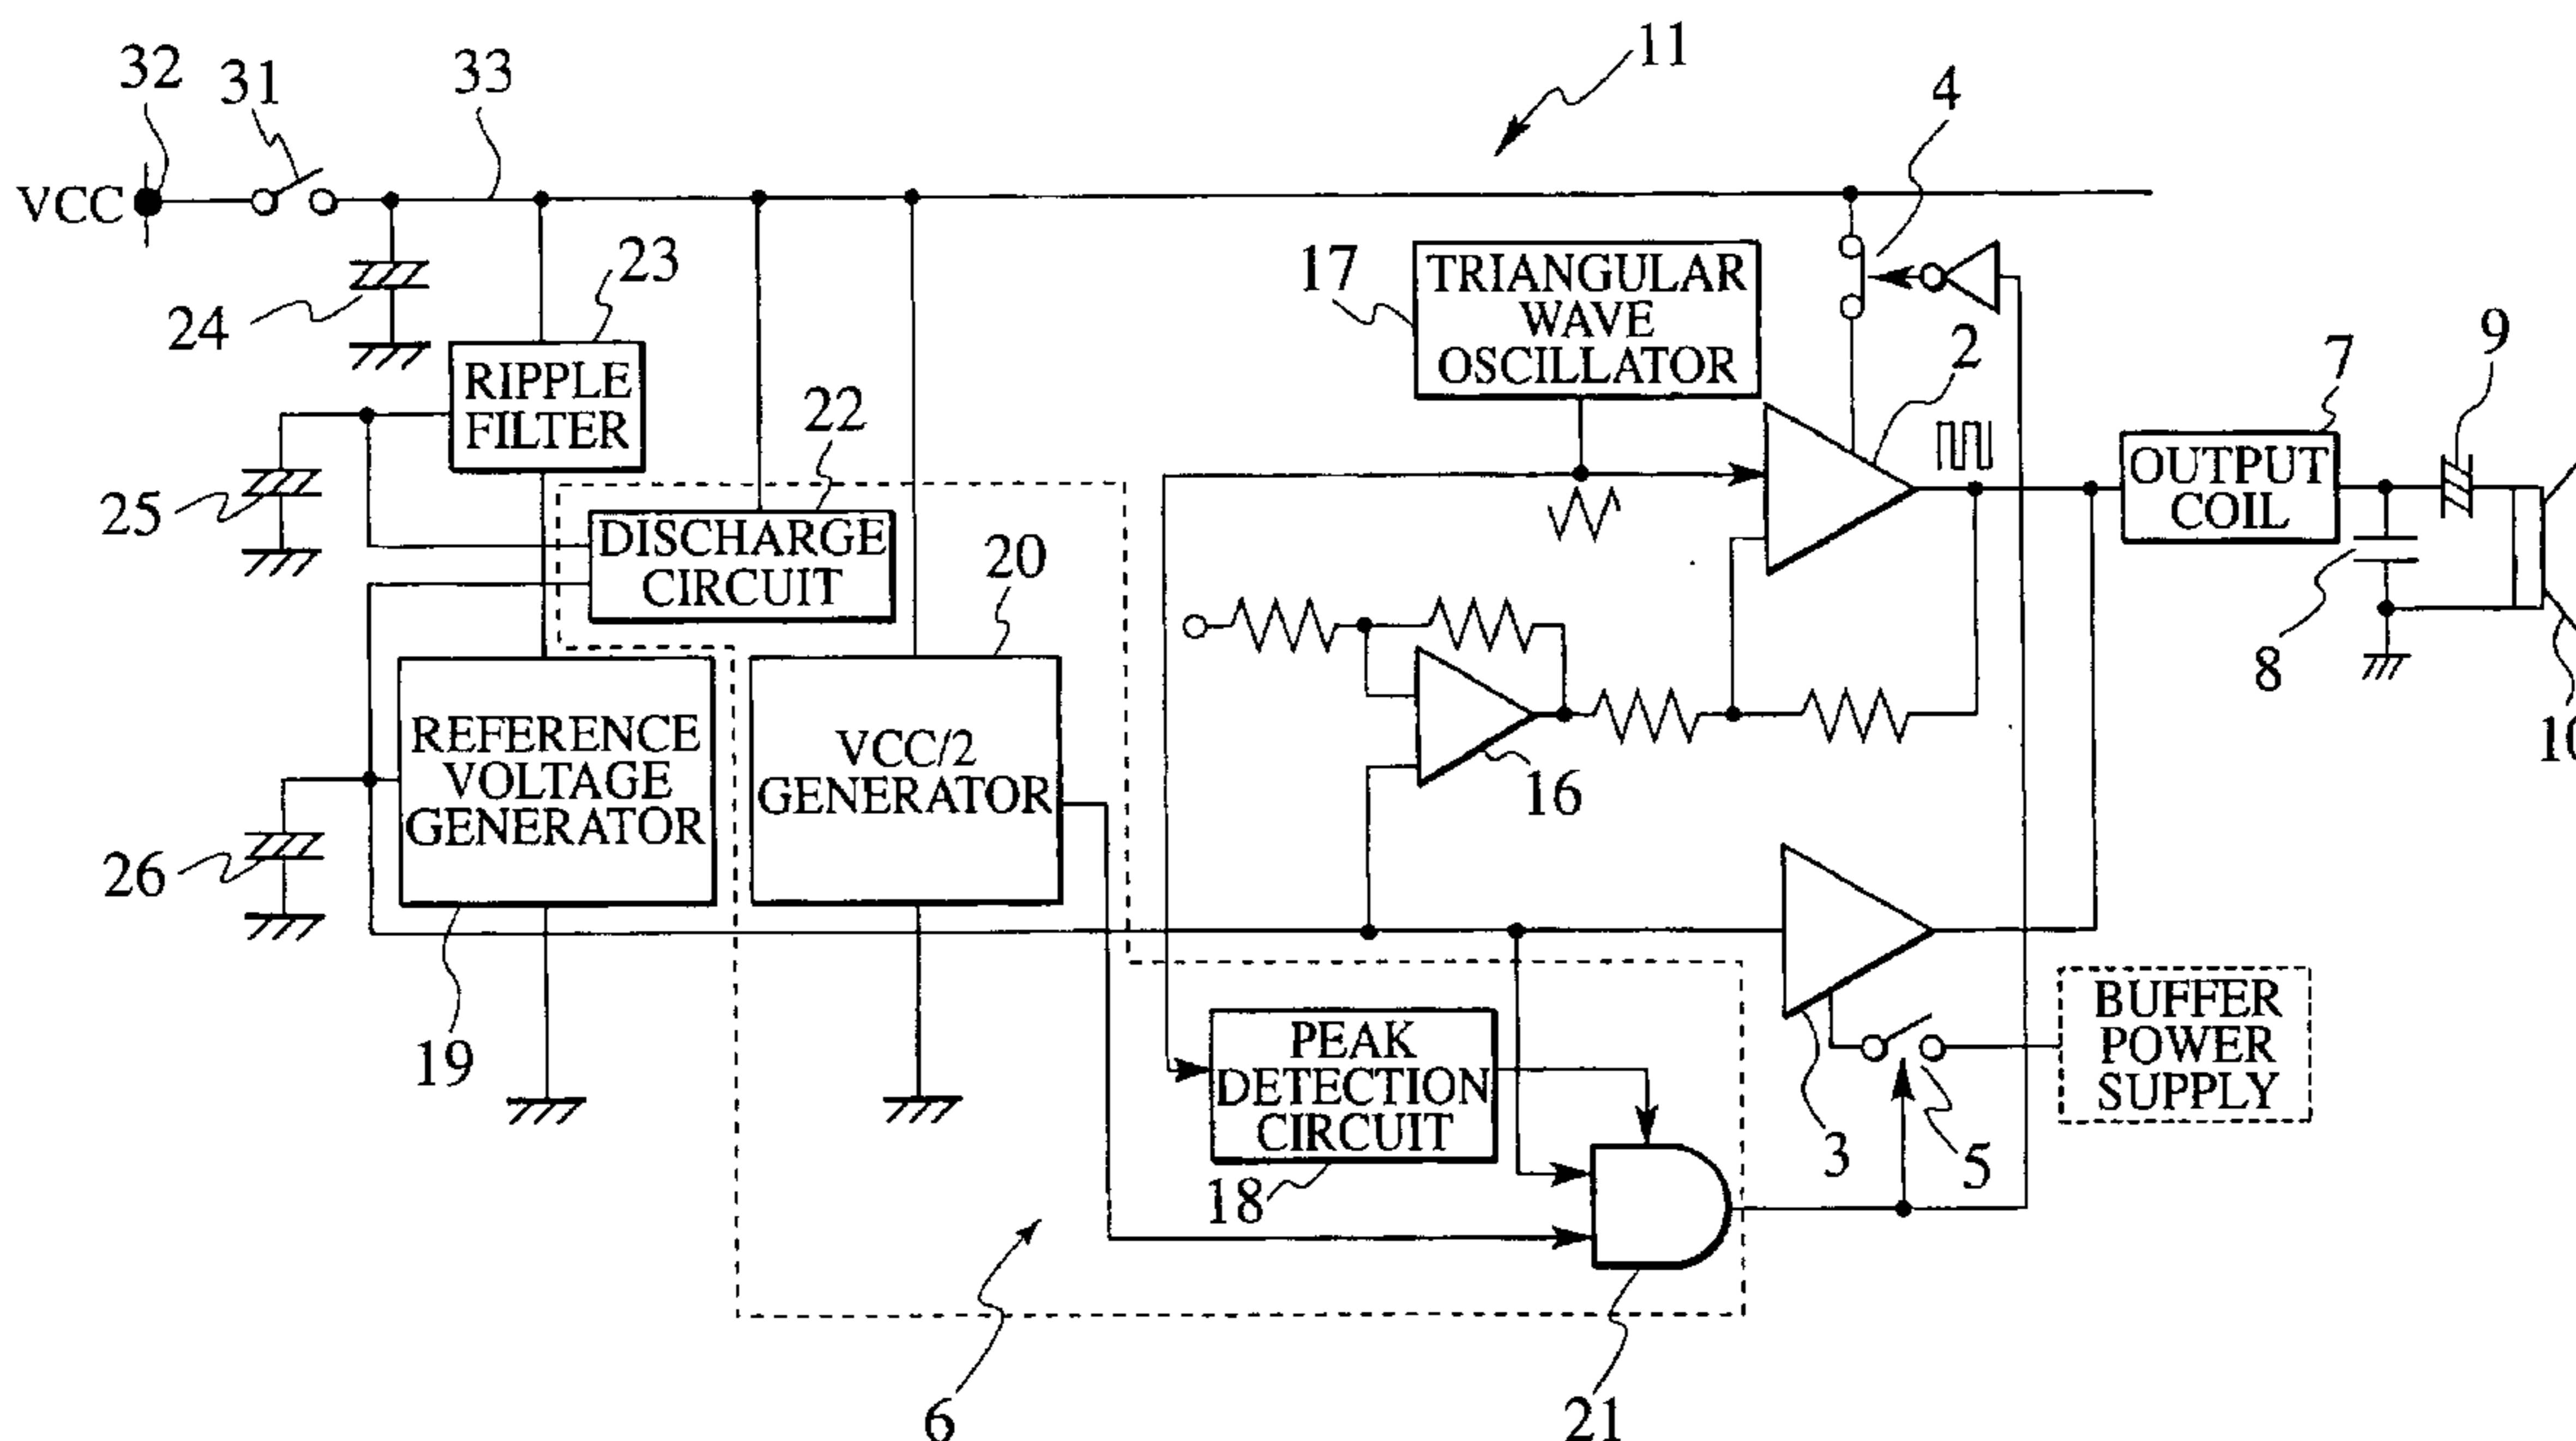 11
32
31
33
4
VCC
23
17
TRIANGULAR
WAVE
OSCILLATOR
24
2
9
7
RIPPLE
FILTER
22
25
OUTPUT
COIL
DISCHARGE
CIRCUIT
20
8
10
REFERENCE
VOLTAGE
GENERATOR
VCC/2
GENERATOR
16
26
19
PEAK
DETECTION
CIRCUIT
BUFFER
POWER
SUPPLY
3
5
18
6
21